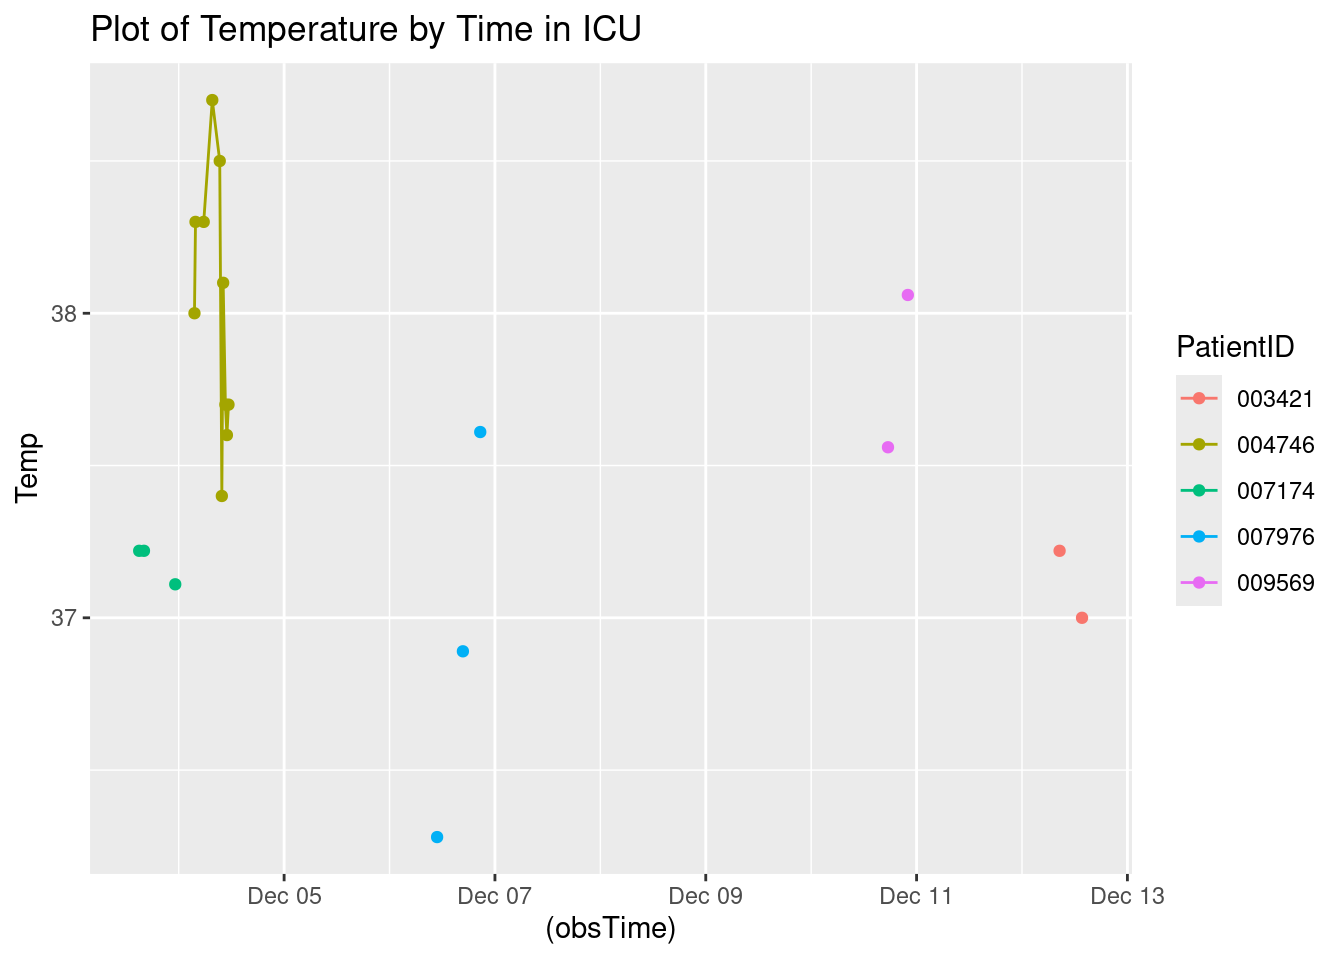 Plot of Temperature by Time in ICU
Temp
38
37
Dec 05
Dec 07
Dec 09
Dec 11
Dec 13
(obsTime)
PatientID
003421
004746
007174
007976
009569